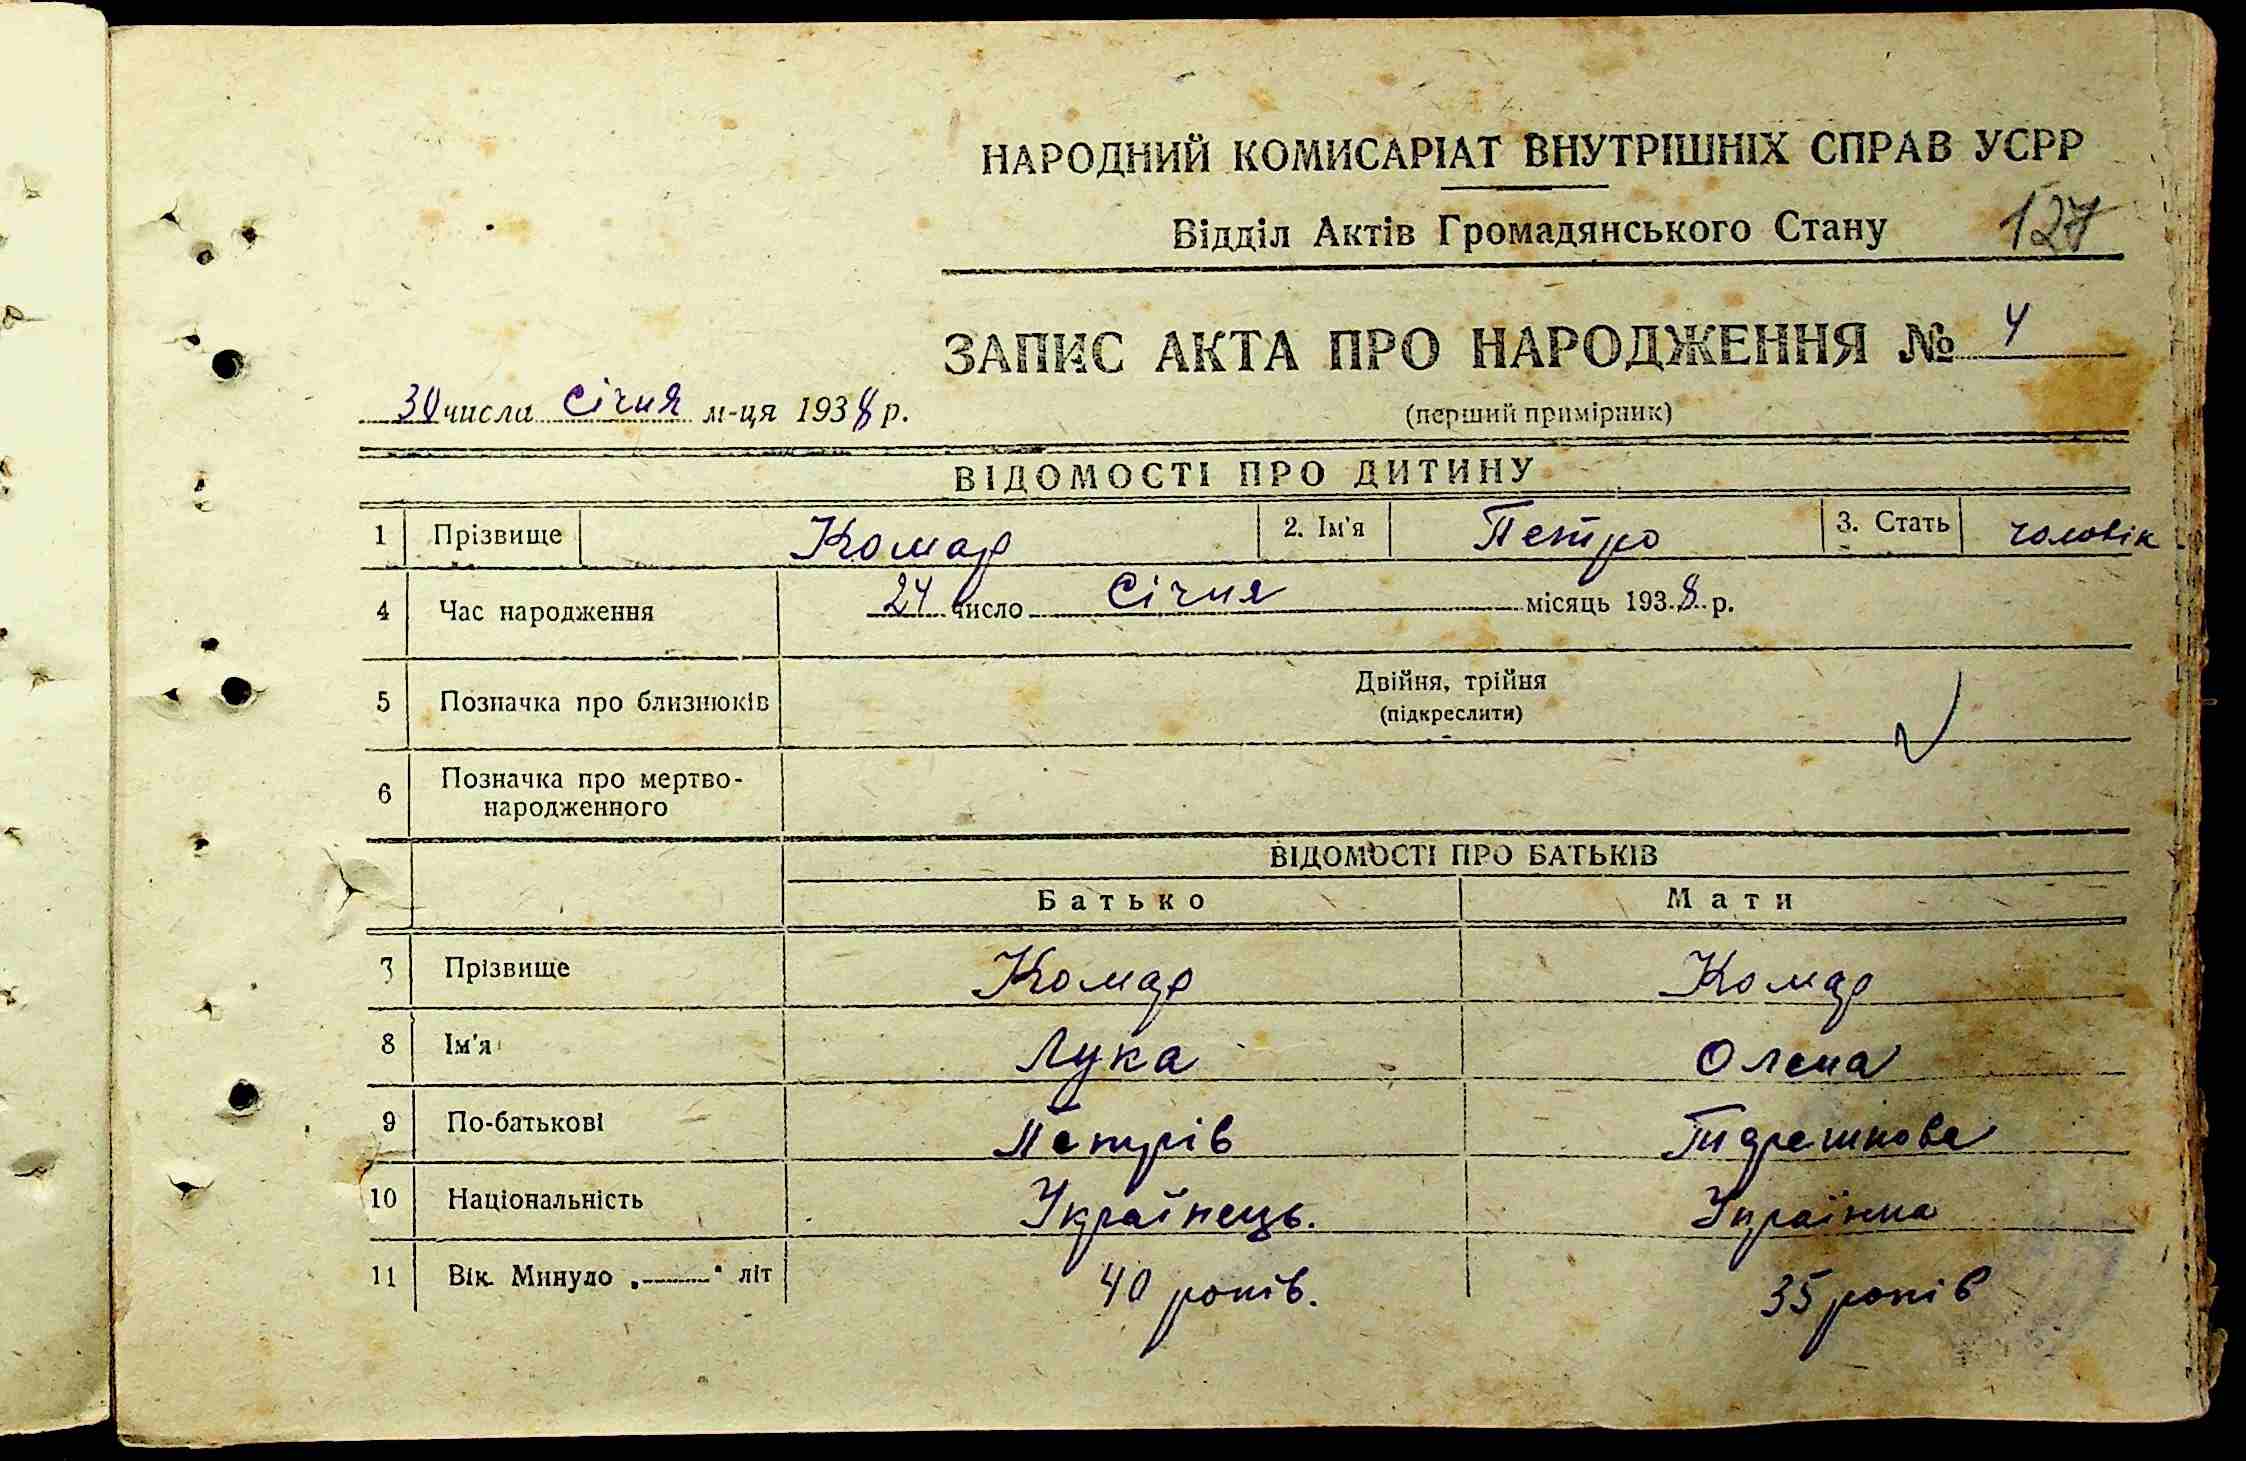 НАРОДНИЙ КОМИСАРІАТ ВНУТРІШНІХ СПРАВ УСРР
Відділ Актів Громадянського Стану 127
ЗАПИС АКТА ПРО НАРОДЖЕННЯ № 4
30 числа Січня м-ця 1938 р. (перший примірник)
ВІДОМОСТІ ПРО ДИТИНУ
1 Прізвище Комар 2. Ім'я Петро 3. Стать чоловік
4 Час народження 24 число Січня місяць 1938 р.
5 Позначка про близнюків Двійня, трійня
(підкреслити)
6 Позначка про мертво-
народженного
ВІДОМОСТІ ПРО БАТЬКІВ
Батько Мати
7 Прізвище Комар Комар
8 Ім'я Лука Олена
9 По-батькові Петрів
10 Національність Українець. Українка
11 Вік. Минуло „ “ літ 40 років. 35 років